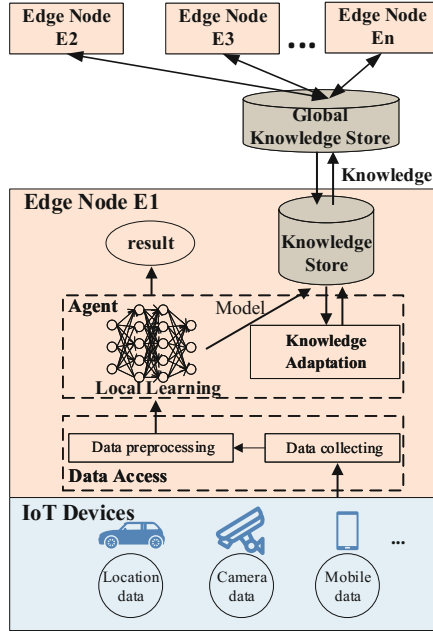 Edge Node
E2
Edge Node
E3
...
Edge Node
En
Global
Knowledge Store
Knowledge
Edge Node E1
result
Knowledge
Store
Agent
Model
Local Learning
Knowledge
Adaptation
Data preprocessing
Data collecting
Data Access
IoT Devices
...
Location
data
Camera
data
Mobile
data